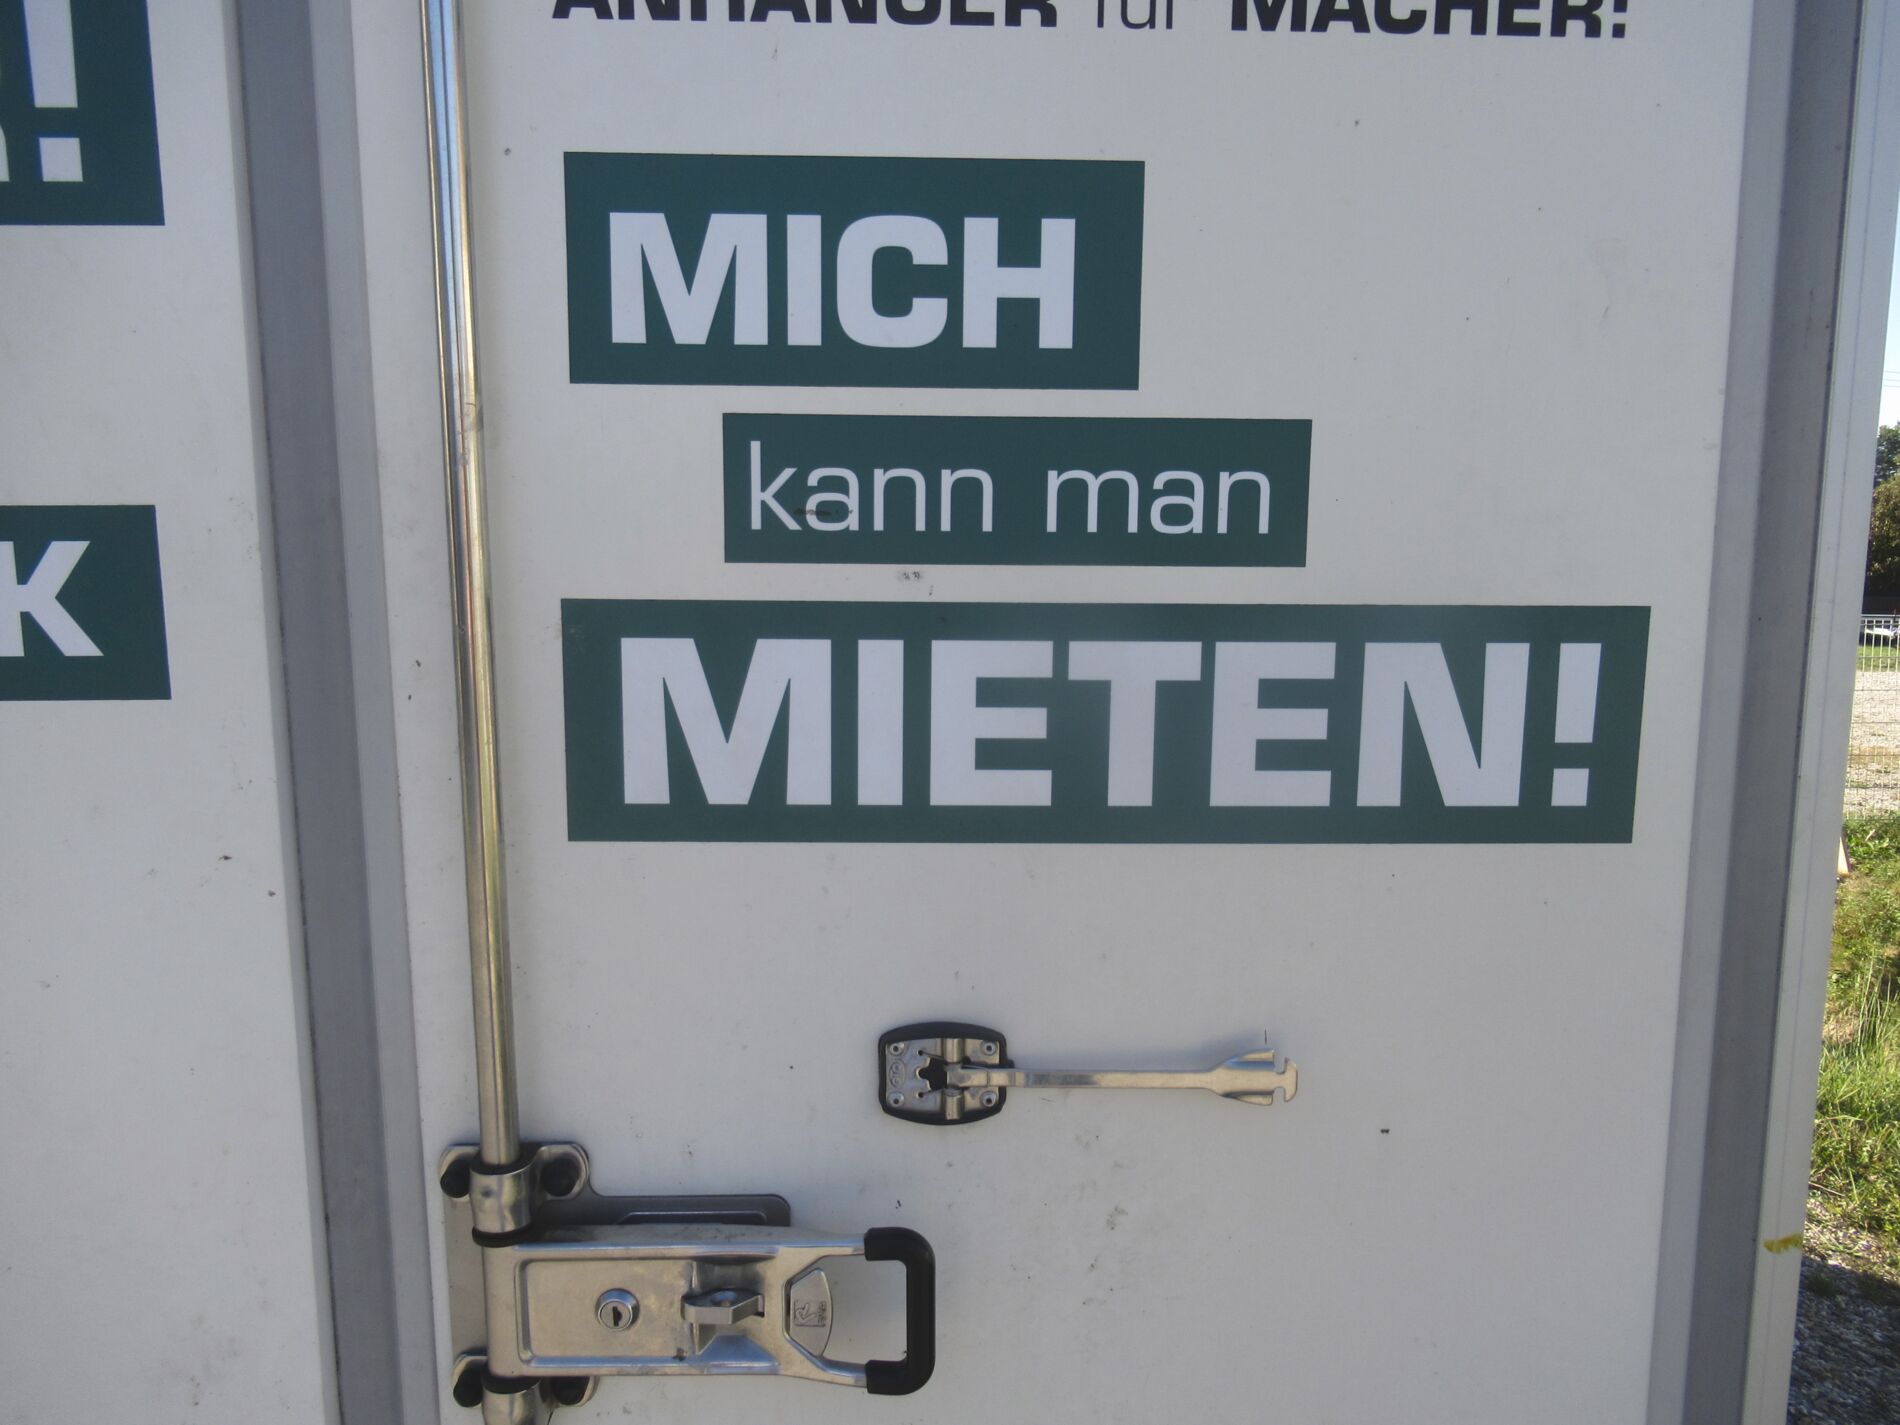 ANHÄNGER für MACHER!
MICH
kann man
MIETEN!
!
K